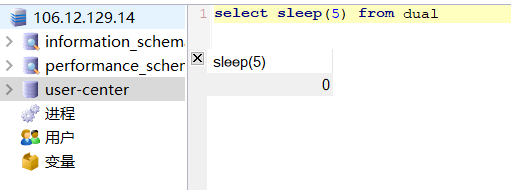 106.12.129.14
information_schem
performance_schem
user-center
进程
用户
变量
1 select sleep(5) from dual
sleep(5)
0